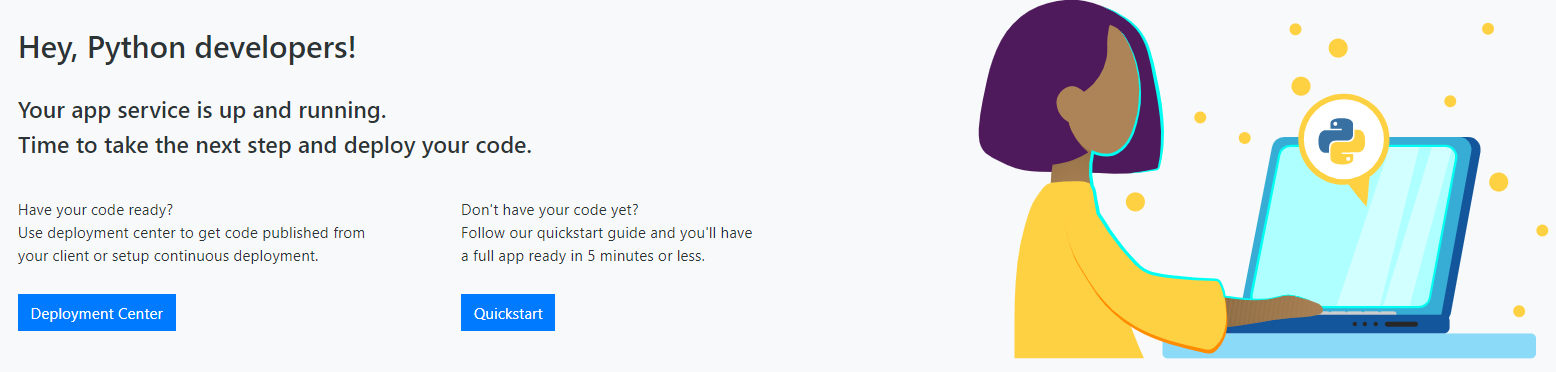 Hey, Python developers!
Your app service is up and running.
Time to take the next step and deploy your code.
Have your code ready?
Use deployment center to get code published from
your client or setup continuous deployment.
Deployment Center
Don't have your code yet?
Follow our quickstart guide and you'll have
a full app ready in 5 minutes or less.
Quickstart